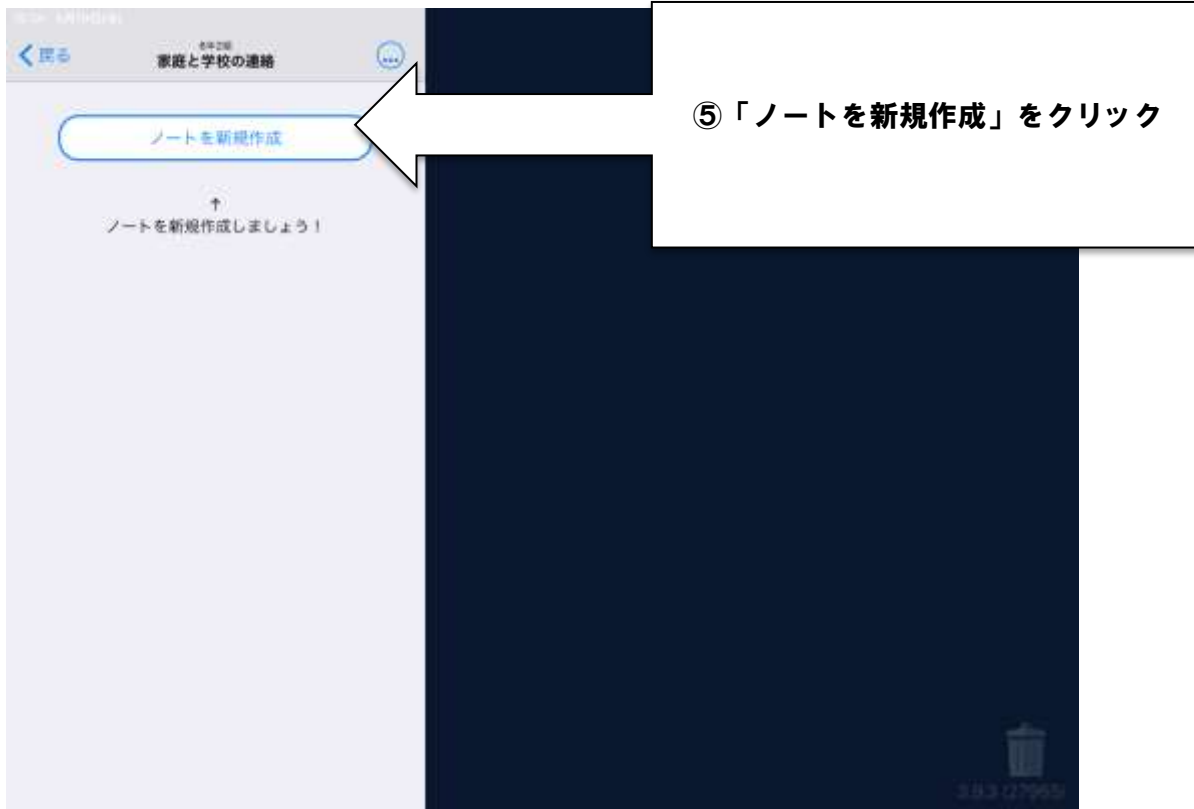 戻る
家庭と学校の連絡
ノートを新規作成
↑
ノートを新規作成しましょう！
⑤「ノートを新規作成」をクリック